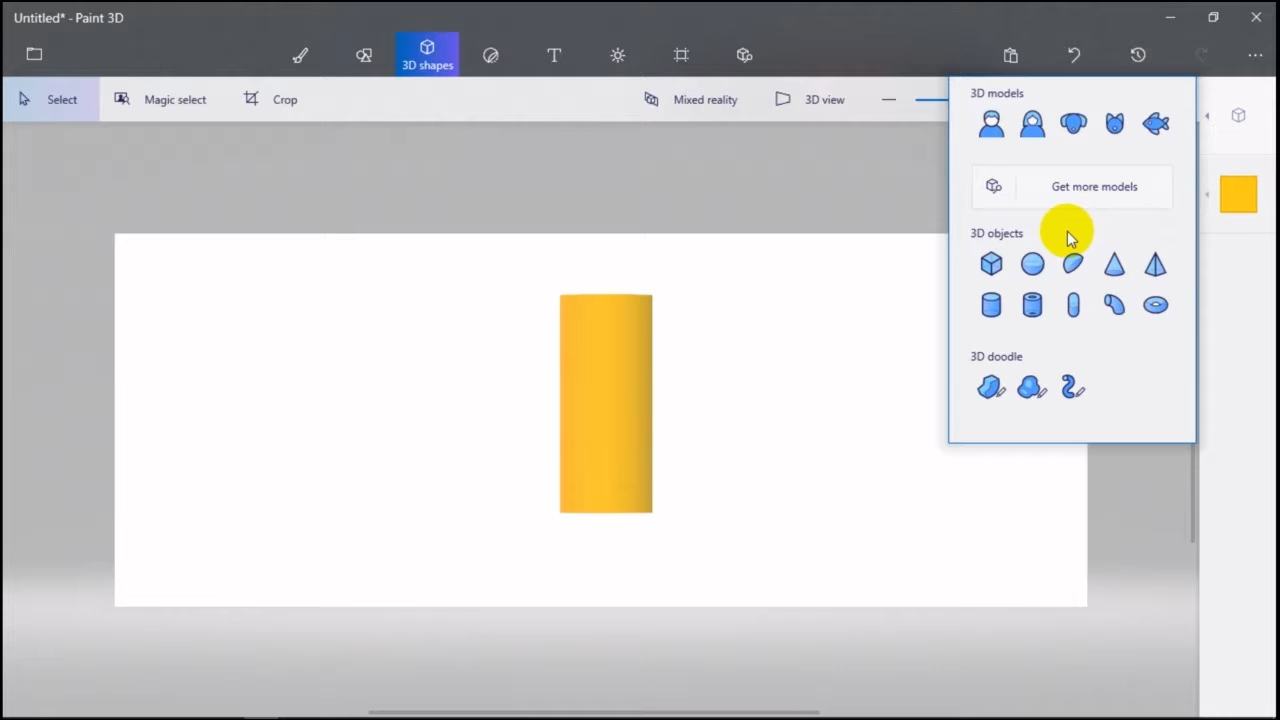 Untitled* - Paint 3D
3D shapes
Select
Magic select
Crop
Mixed reality
3D view
3D models
Get more models
3D objects
3D doodle